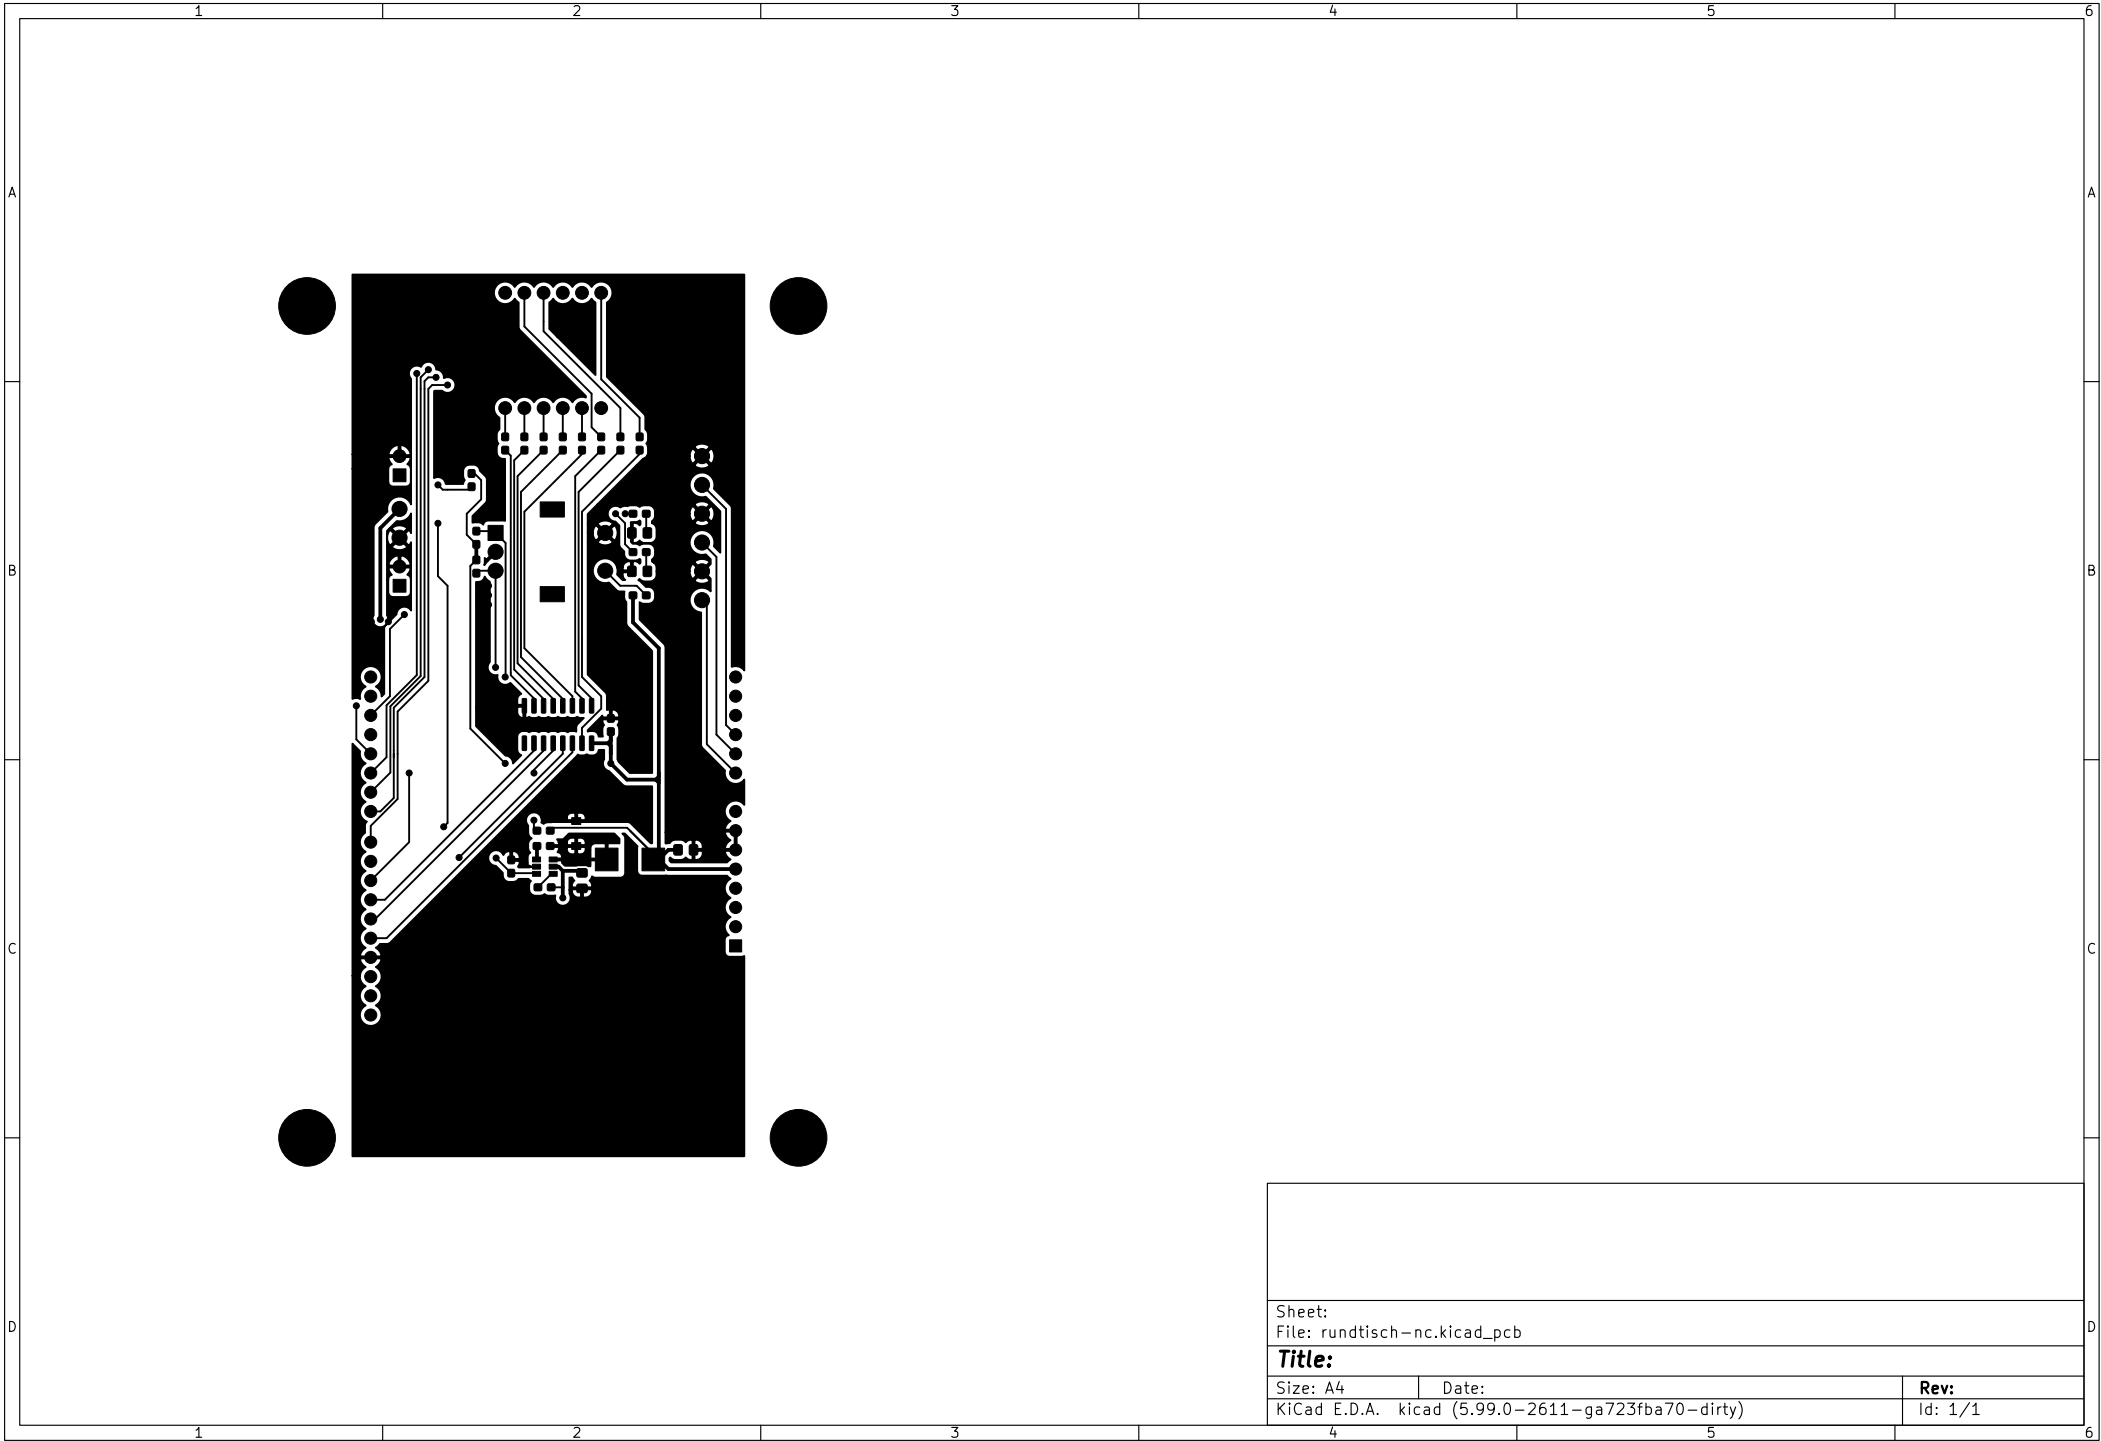 1 2 3 4 5 6
A A
B B
C C
Sheet:
File: rundtisch-nc.kicad_pcb
D D
Title:
Size: A4 Date: Rev:
KiCad E.D.A. kicad (5.99.0-2611-ga723fba70-dirty) Id: 1/1
1 2 3 4 5 6